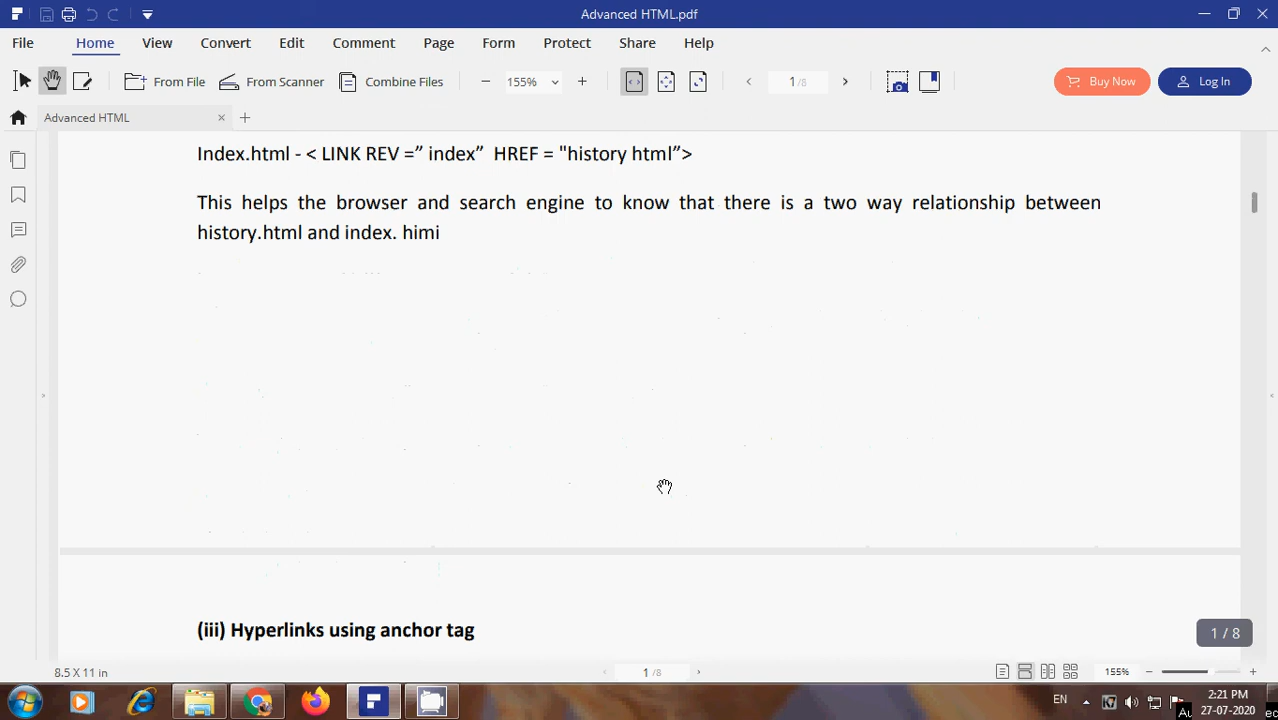 Advanced HTML.pdf
File Home View Convert Edit Comment Page Form Protect Share Help
From File From Scanner Combine Files 155% 1/8 Buy Now Log In
Advanced HTML
Index.html - < LINK REV =” index” HREF = "history html”>
This helps the browser and search engine to know that there is a two way relationship between
history.html and index. himi
(iii) Hyperlinks using anchor tag
1 / 8
8.5 X 11 in 1/8 155%
EN 2:21 PM
27-07-2020